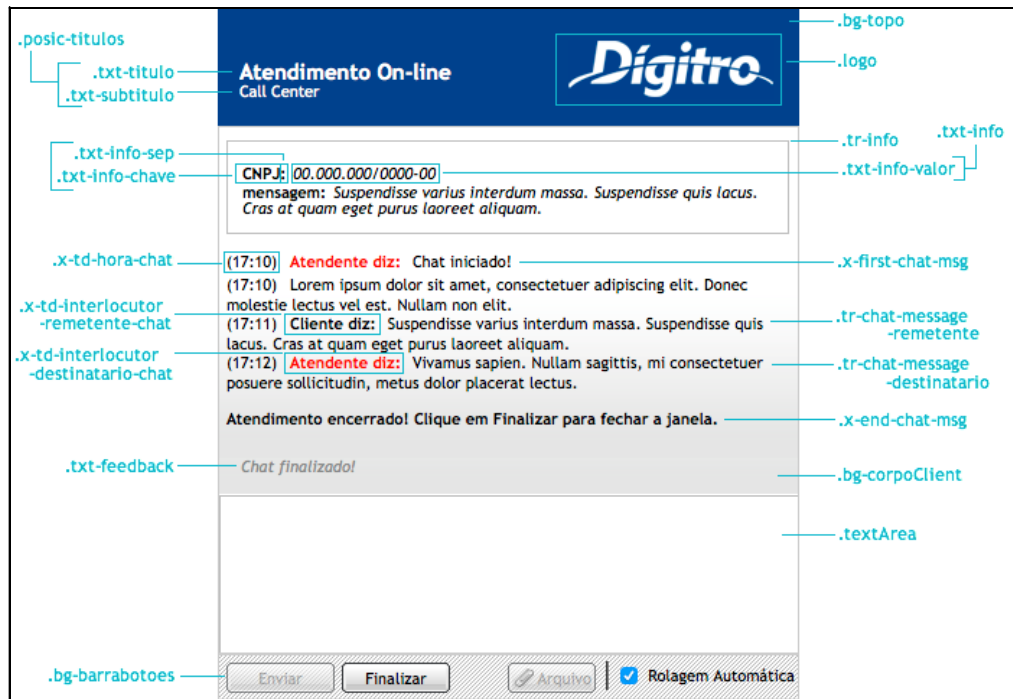 .bg-topo
.posic-titulos
.txt-titulo
Atendimento On-line
Dígitro
.logo
.txt-subtitulo
Call Center
.txt-info
.tr-info
.txt-info-sep
.txt-info-chave
CNPJ: 00.000.000/0000-00
.txt-info-valor
mensagem: Suspendisse varius interdum massa. Suspendisse quis lacus.
Cras at quam eget purus laoreet aliquam.
.x-td-hora-chat
(17:10) Atendente diz: Chat iniciado!
.x-first-chat-msg
(17:10) Lorem ipsum dolor sit amet, consectetuer adipiscing elit. Donec
molestie lectus vel est. Nullam non elit.
.x-td-interlocutor
-remetente-chat
(17:11) Cliente diz: Suspendisse varius interdum massa. Suspendisse quis
lacus. Cras at quam eget purus laoreet aliquam.
.tr-chat-message
-remetente
.x-td-interlocutor
-destinatario-chat
(17:12) Atendente diz: Vivamus sapien. Nullam sagittis, mi consectetuer
posuere sollicitudin, metus dolor placerat lectus.
.tr-chat-message
-destinatario
Atendimento encerrado! Clique em Finalizar para fechar a janela.
.x-end-chat-msg
.txt-feedback
Chat finalizado!
.bg-corpoClient
.textArea
.bg-barrabotoes
Enviar
Finalizar
Arquivo
Rolagem Automática